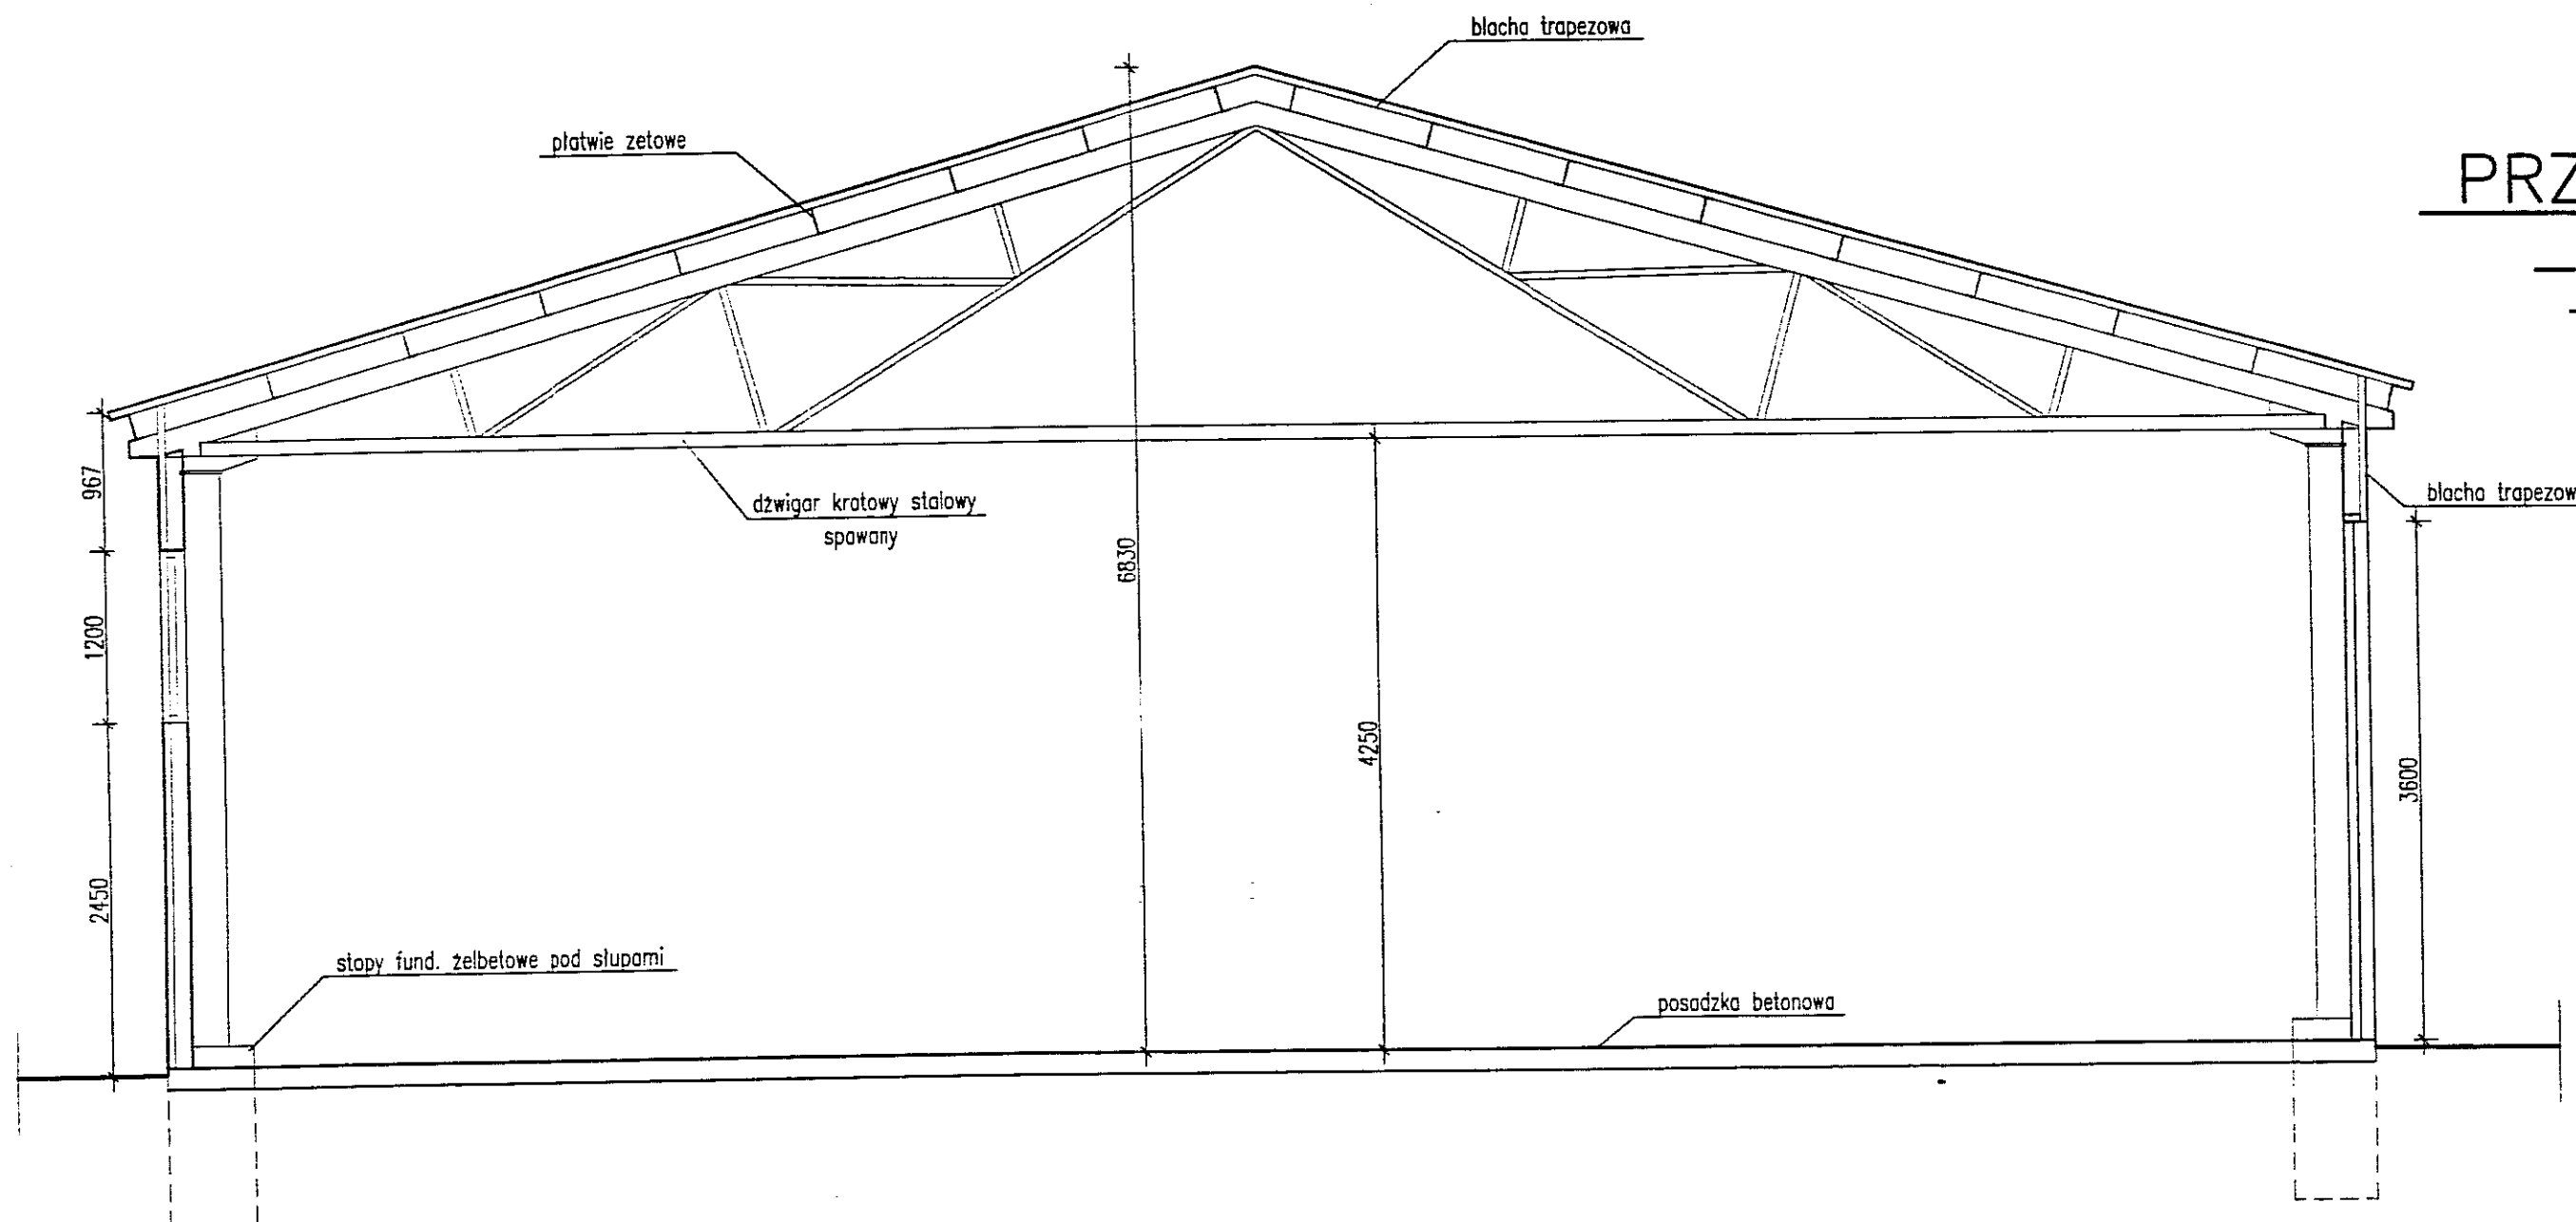 blacha trapezowa
płatwie zetowe
PRZ
967
dźwigar kratowy stalowy
spawany
blacha trapezow
6830
1200
4250
3600
2450
stopy fund. żelbetowe pod słupami
posadzka betonowa